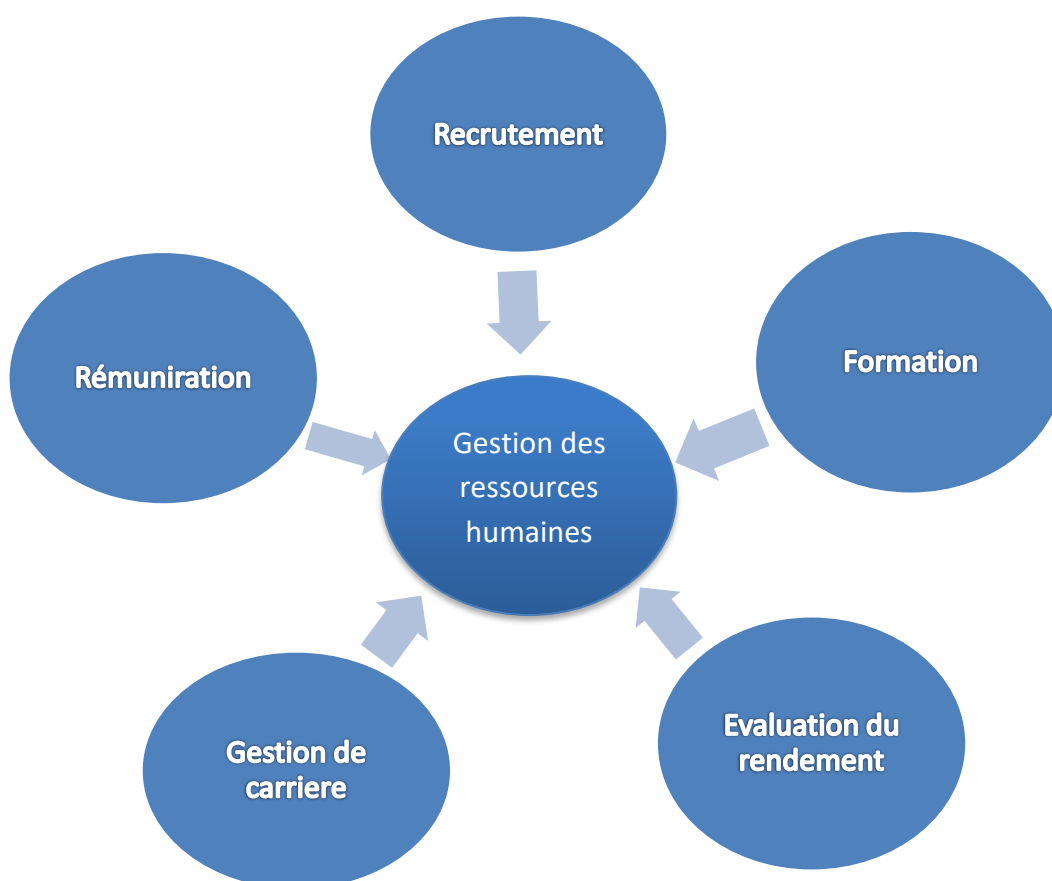 Recrutement
Formation
Rémuniration
Gestion des
ressources
humaines
Evaluation du
rendement
Gestion de
carriere